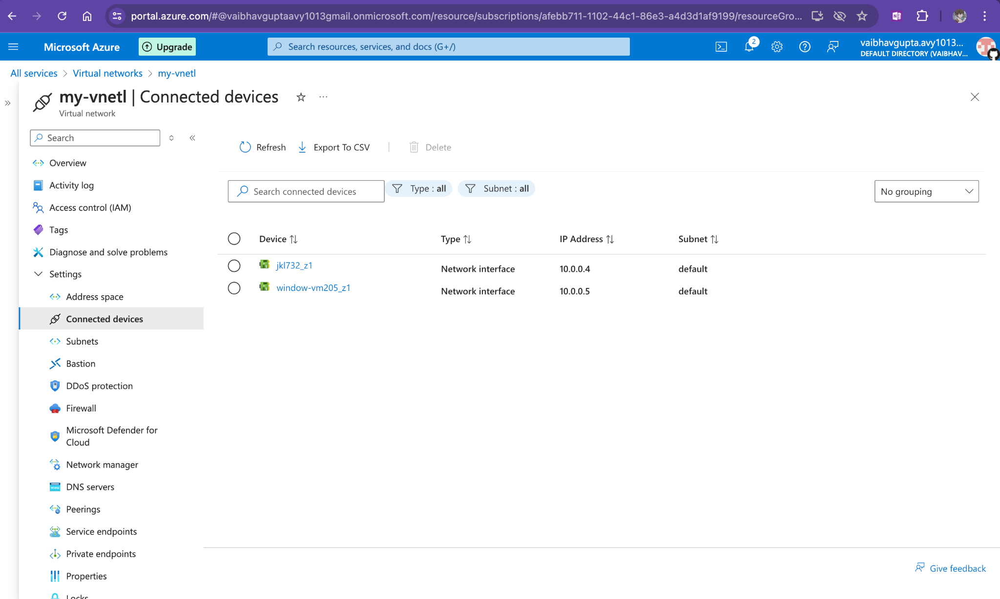 portal.azure.com/#@vaibhavguptaavy1013gmail.onmicrosoft.com/resource/subscriptions/afebb711-1102-44c1-86e3-a4d3d1af9199/resourceGro...
Microsoft Azure
Upgrade
Search resources, services, and docs (G+/)
2
vaibhavgupta.avy1013...
DEFAULT DIRECTORY (VAIBHAV...
All services > Virtual networks > my-vnetl
my-vnetl | Connected devices
Virtual network
Search
Overview
Activity log
Access control (IAM)
Tags
Diagnose and solve problems
Settings
Address space
Connected devices
Subnets
Bastion
DDoS protection
Firewall
Microsoft Defender for
Cloud
Network manager
DNS servers
Peerings
Service endpoints
Private endpoints
Properties
Locks
Refresh
Export To CSV
Delete
Search connected devices
Type : all
Subnet : all
No grouping
Device Type IP Address Subnet
jkl732_z1 Network interface 10.0.0.4 default
window-vm205_z1 Network interface 10.0.0.5 default
Give feedback